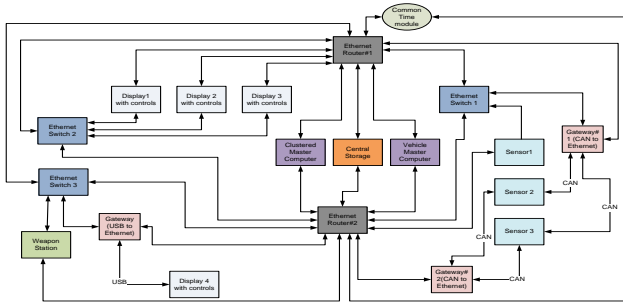 Common
Time
module
Ethernet
Router#1
Display1
with controls
Display 2
with controls
Display 3
with controls
Ethernet
Switch 1
Ethernet
Switch 2
Gateway#
1 (CAN to
Ethernet)
Clustered
Master
Computer
Central
Storage
Vehicle
Master
Computer
Sensor1
CAN
Ethernet
Switch 3
Sensor 2
CAN
Gateway
(USB to
Ethernet)
Ethernet
Router#2
Sensor 3
CAN
Weapon
Station
USB
Display 4
with controls
Gateway#
2(CAN to
Ethernet)
CAN